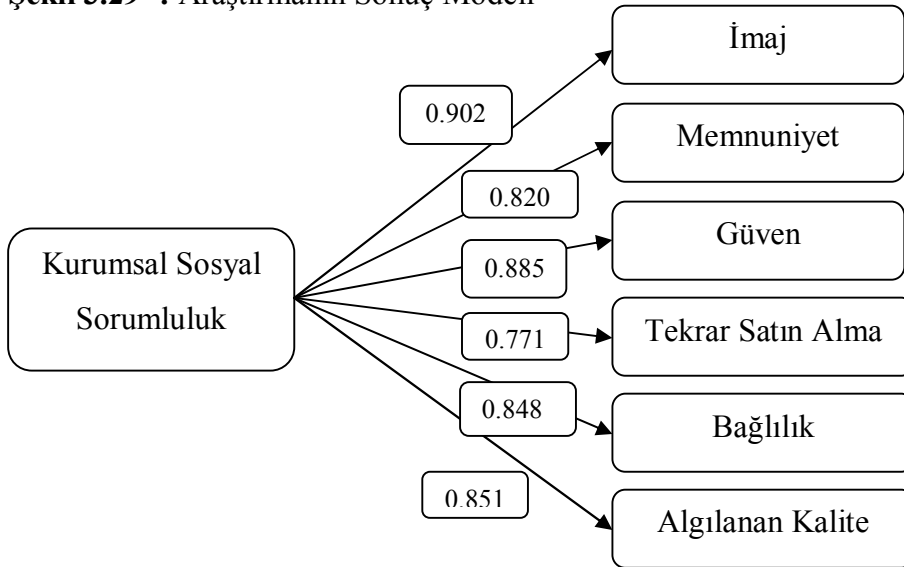 : Araştırmanın Sonuç Modeli
İmaj
0.902
Memnuniyet
0.820
Güven
Kurumsal Sosyal
Sorumluluk
0.885
Tekrar Satın Alma
0.771
0.848
Bağlılık
0.851
Algılanan Kalite